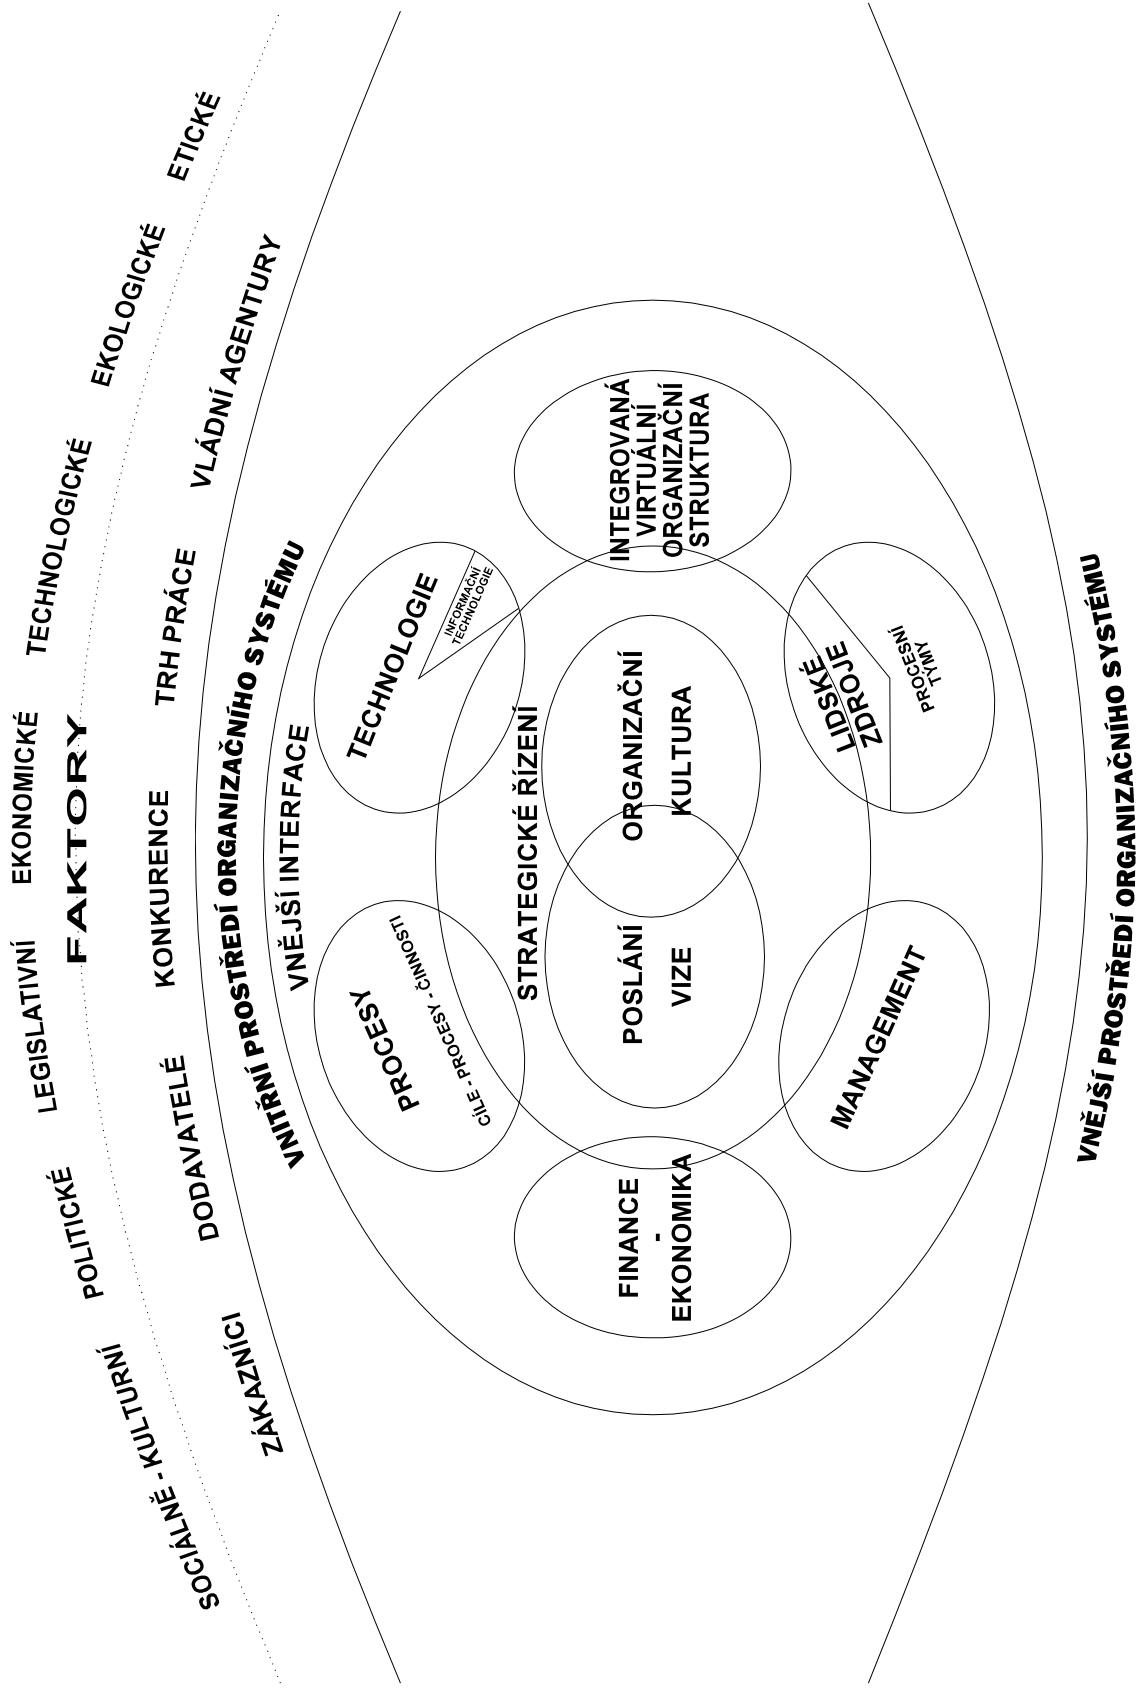 SOCIÁLNĚ - KULTURNÍ
POLITICKÉ
LEGISLATIVNÍ
EKONOMICKÉ
TECHNOLOGICKÉ
EKOLOGICKÉ
ETICKÉ
FAKTORY
ZÁKAZNÍCI
DODAVATELÉ
KONKURENCE
TRH PRÁCE
VLÁDNÍ AGENTURY
VNITŘNÍ PROSTŘEDÍ ORGANIZAČNÍHO SYSTÉMU
VNĚJŠÍ INTERFACE
PROCESY
CÍLE - PROCESY - ČINNOSTI
TECHNOLOGIE
INFORMAČNÍ
TECHNOLOGIE
STRATEGICKÉ ŘÍZENÍ
FINANCE
-
EKONOMIKA
POSLÁNÍ
VIZE
ORGANIZAČNÍ
KULTURA
INTEGROVANÁ
VIRTUÁLNÍ
ORGANIZAČNÍ
STRUKTURA
MANAGEMENT
LIDSKÉ
ZDROJE
PROCESNÍ
TÝMY
VNĚJŠÍ PROSTŘEDÍ ORGANIZAČNÍHO SYSTÉMU